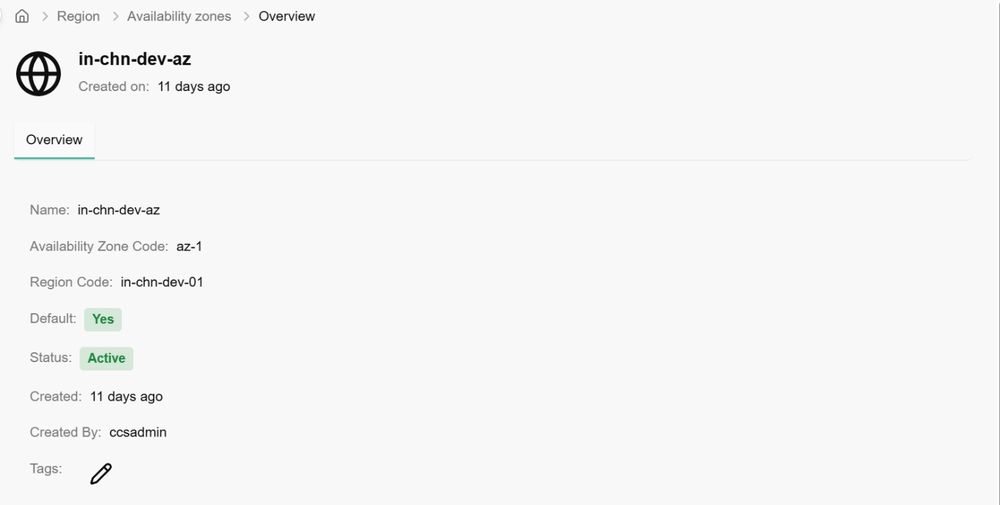 Region > Availability zones > Overview
in-chn-dev-az
Created on: 11 days ago
Overview
Name: in-chn-dev-az
Availability Zone Code: az-1
Region Code: in-chn-dev-01
Default: Yes
Status: Active
Created: 11 days ago
Created By: ccsadmin
Tags: